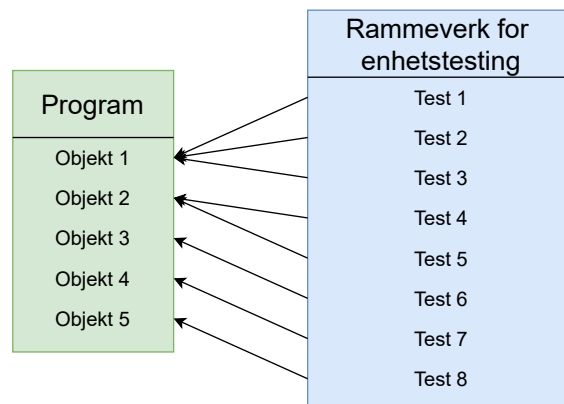 Program
Objekt 1
Objekt 2
Objekt 3
Objekt 4
Objekt 5
Rammeverk for
enhetstesting
Test 1
Test 2
Test 3
Test 4
Test 5
Test 6
Test 7
Test 8